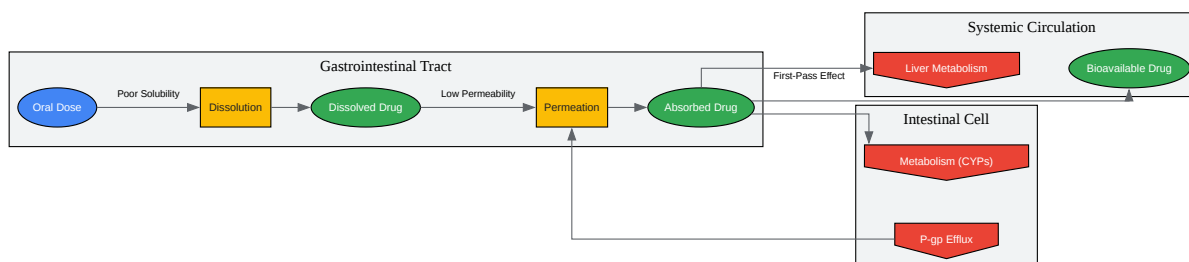 Systemic Circulation
Gastrointestinal Tract
Liver Metabolism
Bioavailable Drug
First-Pass Effect
Poor Solubility
Low Permeability
Oral Dose
Dissolution
Dissolved Drug
Permeation
Absorbed Drug
Intestinal Cell
Metabolism (CYPs)
P-gp Efflux